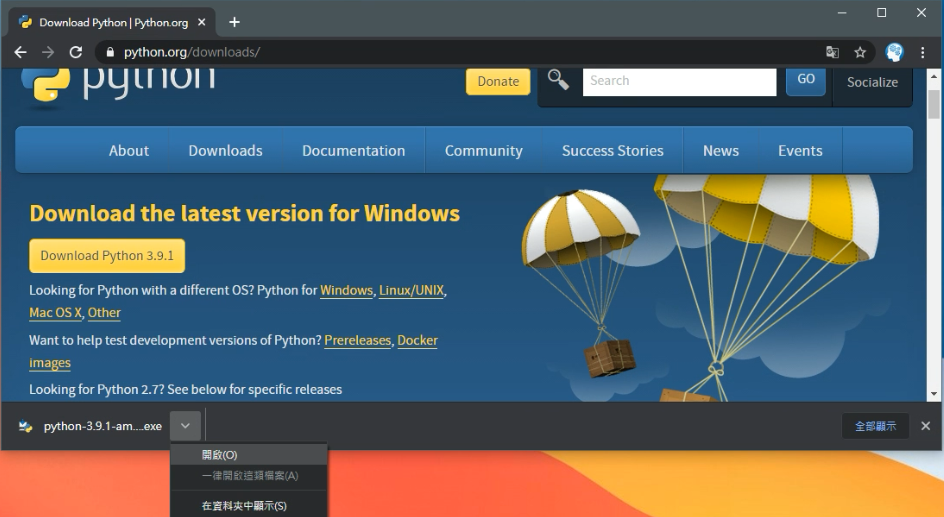 Download Python | Python.org
python.org/downloads/
python
Donate
Search
GO
Socialize
About Downloads Documentation Community Success Stories News Events
Download the latest version for Windows
Download Python 3.9.1
Looking for Python with a different OS? Python for Windows, Linux/UNIX,
Mac OS X, Other
Want to help test development versions of Python? Prereleases, Docker
images
Looking for Python 2.7? See below for specific releases
python-3.9.1-am....exe
全部顯示
開啟(O)
一律開啟這類檔案(A)
在資料夾中顯示(S)